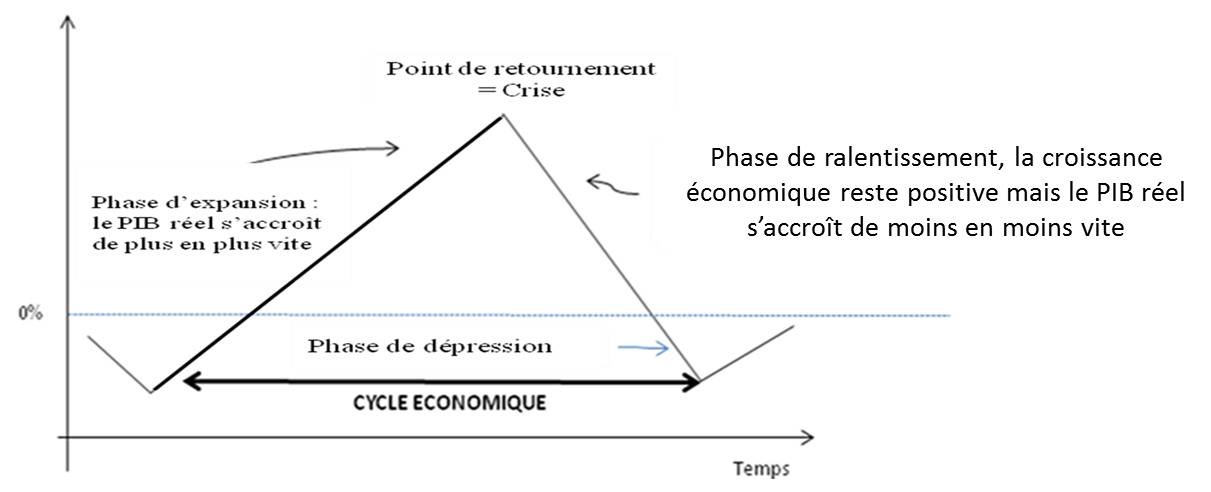 Point de retournement
= Crise
Phase d'expansion :
le PIB réel s'accroît
de plus en plus vite
Phase de ralentissement, la croissance
économique reste positive mais le PIB réel
s'accroît de moins en moins vite
0%
Phase de dépression
CYCLE ECONOMIQUE
Temps